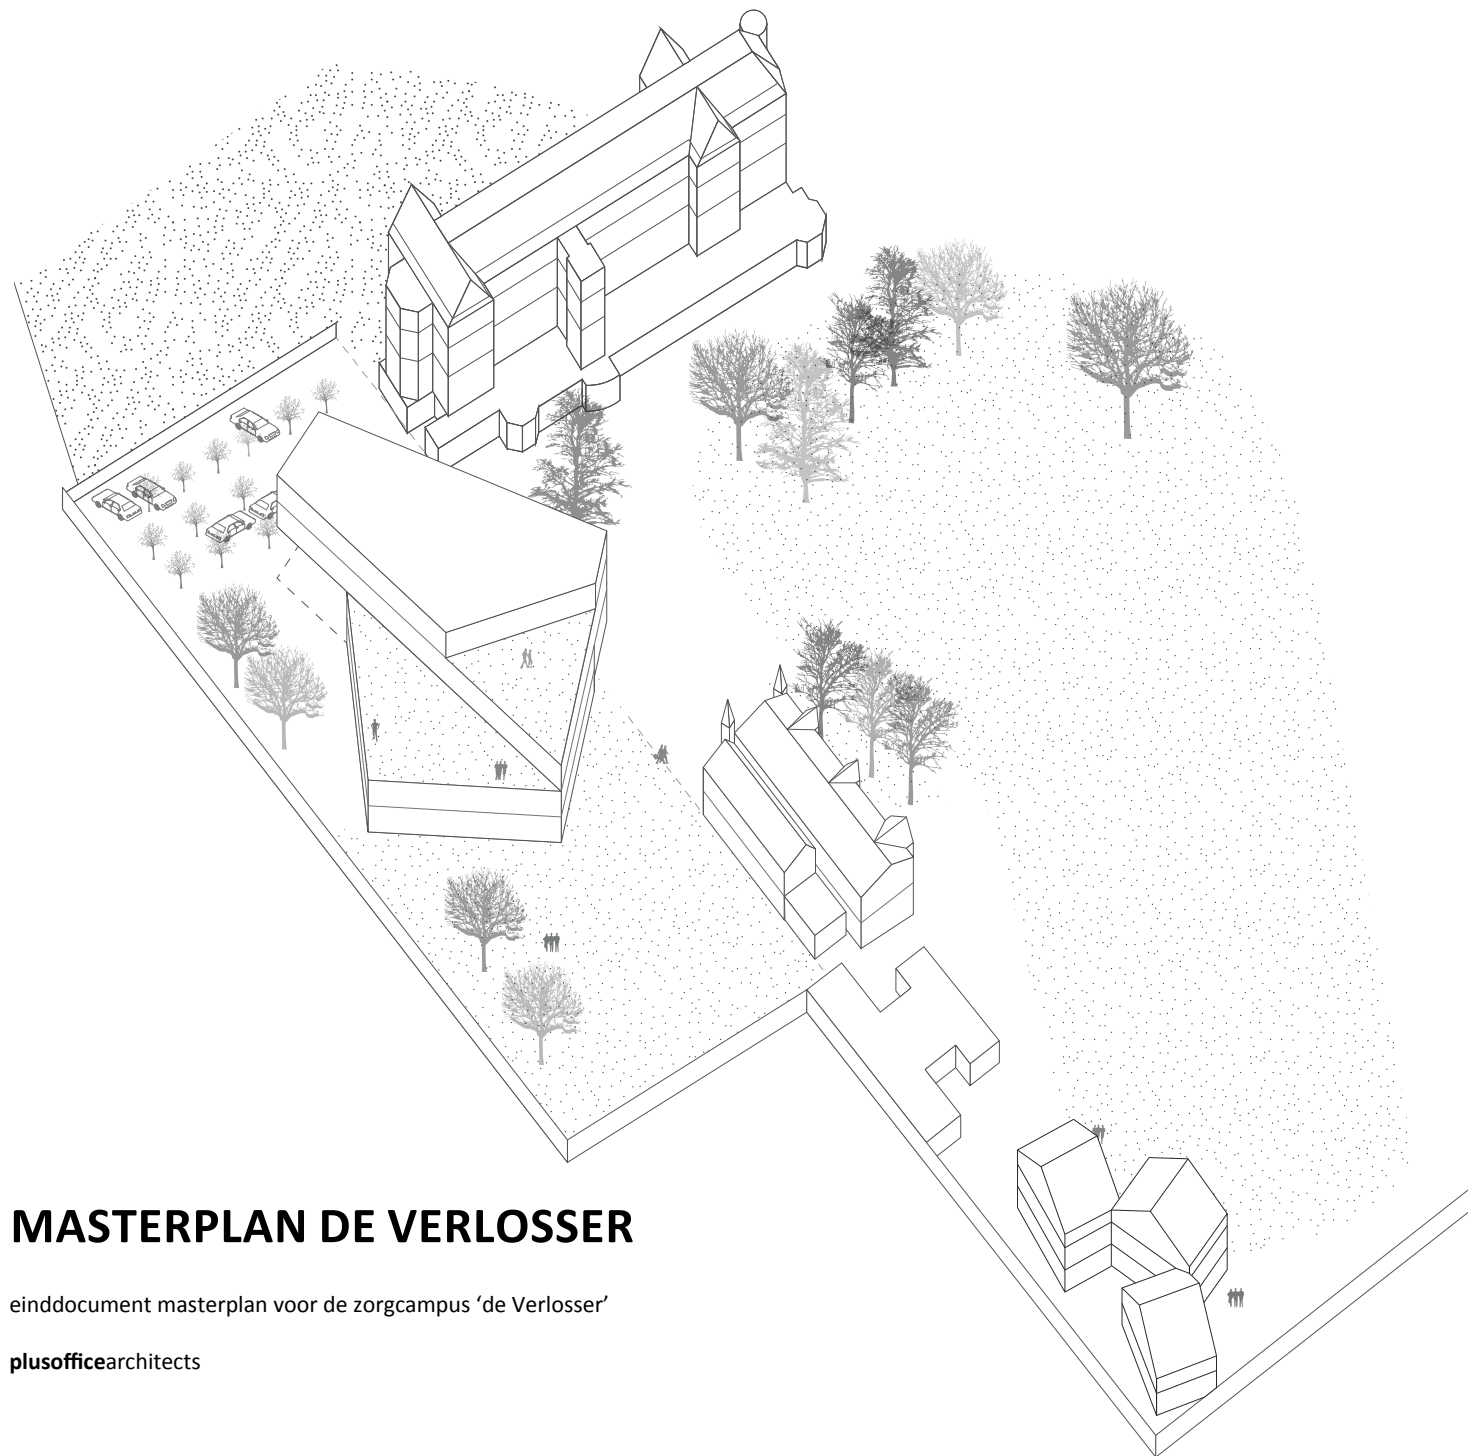 MASTERPLAN DE VERLOSSER
einddocument masterplan voor de zorgcampus ‘de Verlosser’
plusofficearchitects